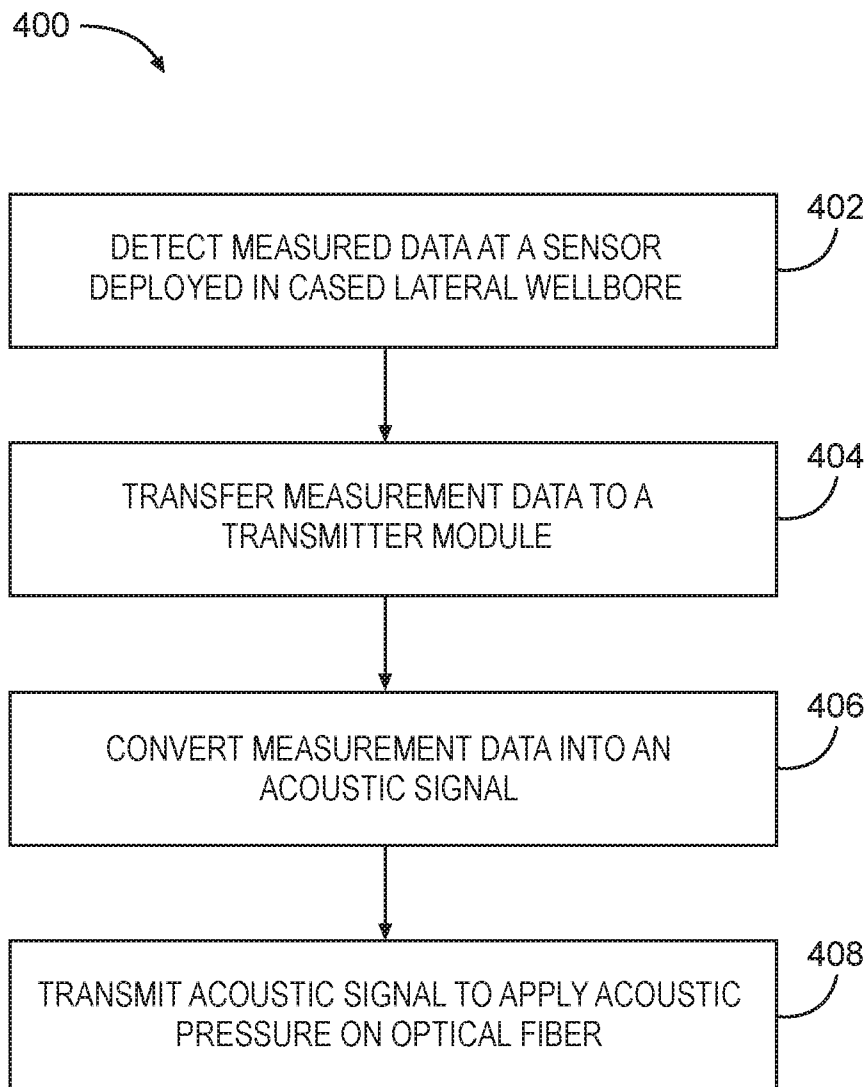 400
402
DETECT MEASURED DATA AT A SENSOR
DEPLOYED IN CASED LATERAL WELLBORE
404
TRANSFER MEASUREMENT DATA TO A
TRANSMITTER MODULE
406
CONVERT MEASUREMENT DATA INTO AN
ACOUSTIC SIGNAL
408
TRANSMIT ACOUSTIC SIGNAL TO APPLY ACOUSTIC
PRESSURE ON OPTICAL FIBER